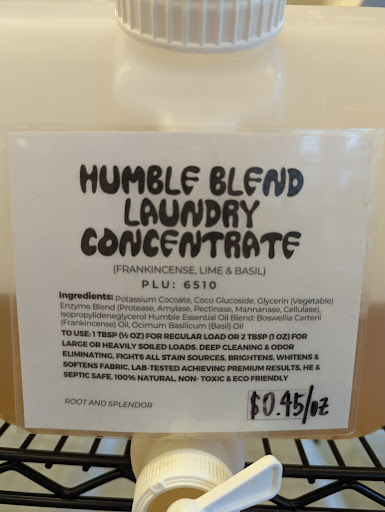 HUMBLE BLEND
LAUNDRY
CONCENTRATE
(FRANKINCENSE, LIME & BASIL)
PLU: 6510
Ingredients: Potassium Cocoate, Coco Glucoside, Glycerin (Vegetable)
Enzyme Blend (Protease, Amylase, Pectinase, Mannanase, Cellulase),
Isopropylideneglycerol Humble Essential Oil Blend: Boswellia Carterii
(Frankincense) Oil, Ocimum Basilicum (Basil) Oil
TO USE: 1 TBSP (½ OZ) FOR REGULAR LOAD OR 2 TBSP (1 OZ) FOR
LARGE OR HEAVILY SOILED LOADS. DEEP CLEANING & ODOR
ELIMINATING, FIGHTS ALL STAIN SOURCES, BRIGHTENS, WHITENS &
SOFTENS FABRIC, LAB-TESTED ACHIEVING PREMIUM RESULTS, HE &
SEPTIC SAFE, 100% NATURAL, NON- TOXIC & ECO FRIENDLY
ROOT AND SPLENDOR
$0.45/oz